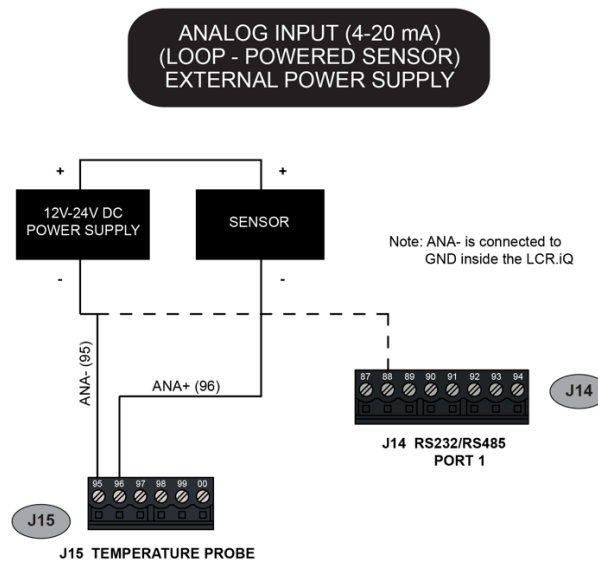 ANALOG INPUT (4-20 mA)
(LOOP - POWERED SENSOR)
EXTERNAL POWER SUPPLY
+
+
12V-24V DC
POWER SUPPLY
SENSOR
Note: ANA- is connected to
GND inside the LCR.iQ
-
-
ANA- (95)
ANA+ (96)
87 88 89 90 91 92 93 94
J14
J14 RS232/RS485
PORT 1
95 96 97 98 99 00
J15
J15 TEMPERATURE PROBE